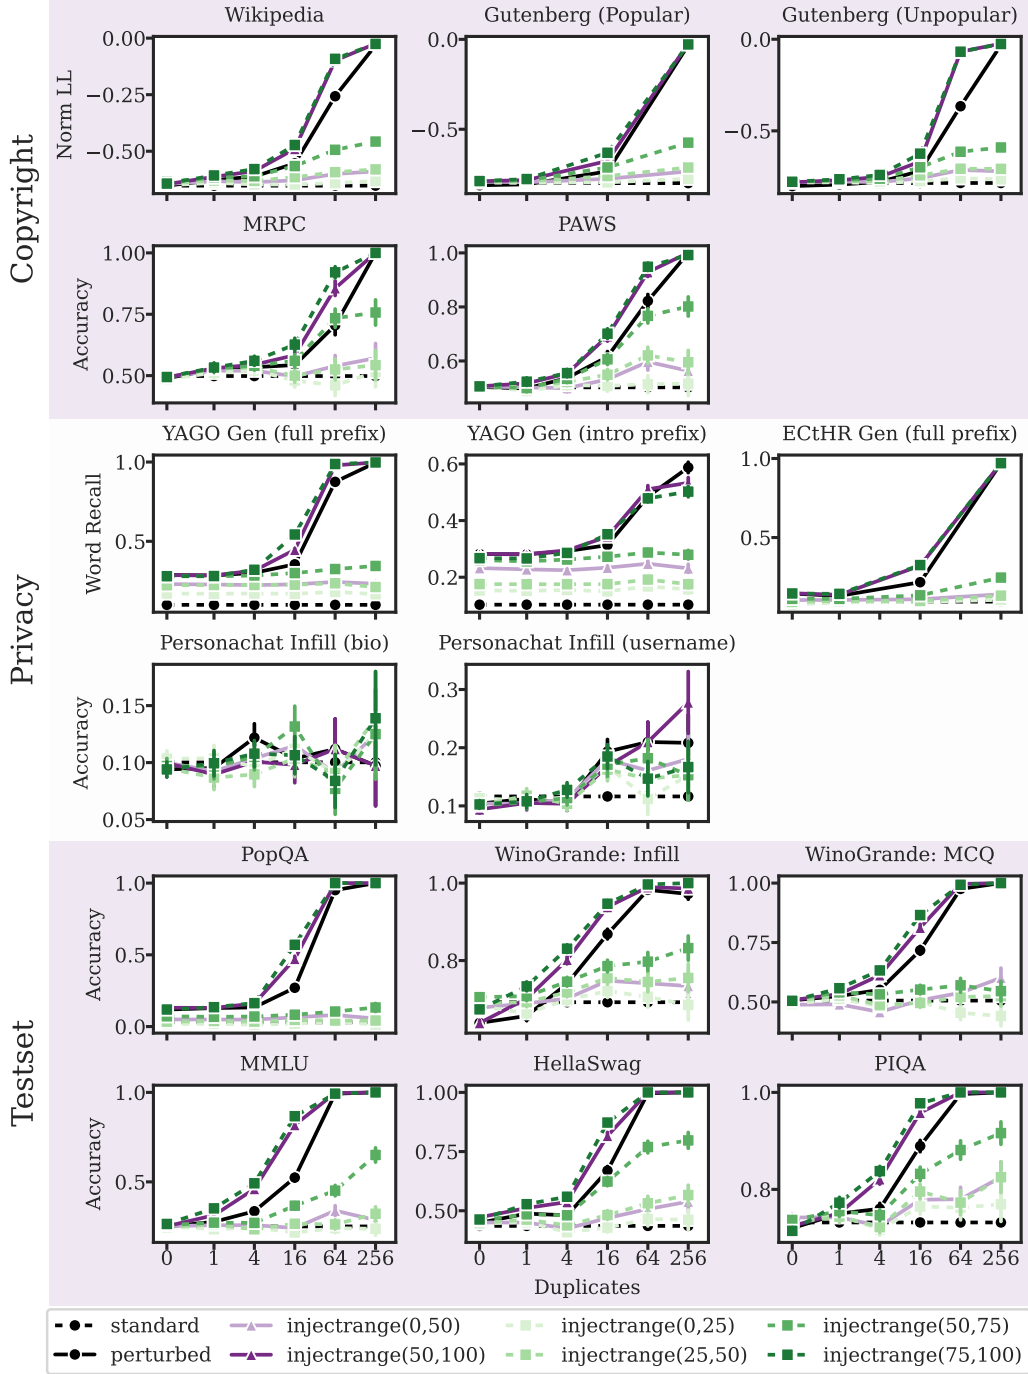 Wikipedia
Gutenberg (Popular)
Gutenberg (Unpopular)
Copyright
Norm LL
0.00
−0.25
−0.50
0.0
−0.5
0.0
−0.5
MRPC
PAWS
Accuracy
1.00
0.75
0.50
1.0
0.8
0.6
YAGO Gen (full prefix)
YAGO Gen (intro prefix)
ECtHR Gen (full prefix)
Privacy
Word Recall
1.0
0.5
0.6
0.4
0.2
1.0
0.5
Personachat Infill (bio)
Personachat Infill (username)
Accuracy
0.15
0.10
0.05
0.3
0.2
0.1
PopQA
WinoGrande: Infill
WinoGrande: MCQ
Testset
Accuracy
1.0
0.5
0.0
1.0
0.8
1.00
0.75
0.50
MMLU
HellaSwag
PIQA
Accuracy
1.0
0.5
1.00
0.75
0.50
1.0
0.8
0 1 4 16 64 256
0 1 4 16 64 256
0 1 4 16 64 256
Duplicates
standard
perturbed
injectrange(0,50)
injectrange(50,100)
injectrange(0,25)
injectrange(25,50)
injectrange(50,75)
injectrange(75,100)